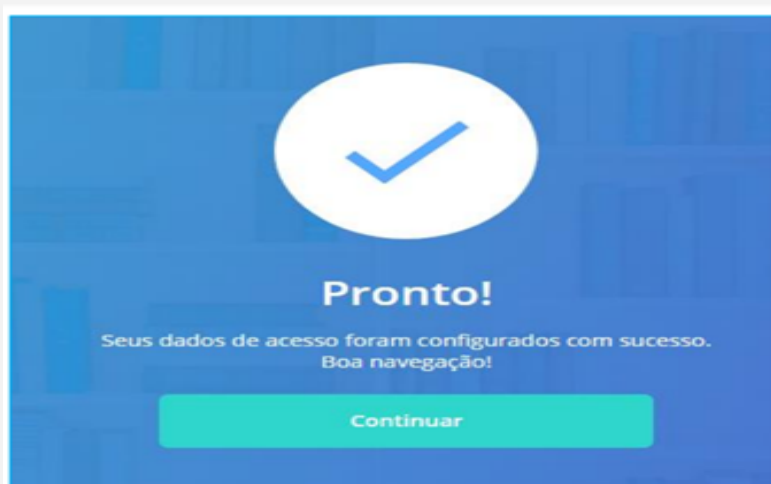 Pronto!
Seus dados de acesso foram configurados com sucesso.
Boa navegação!
Continuar